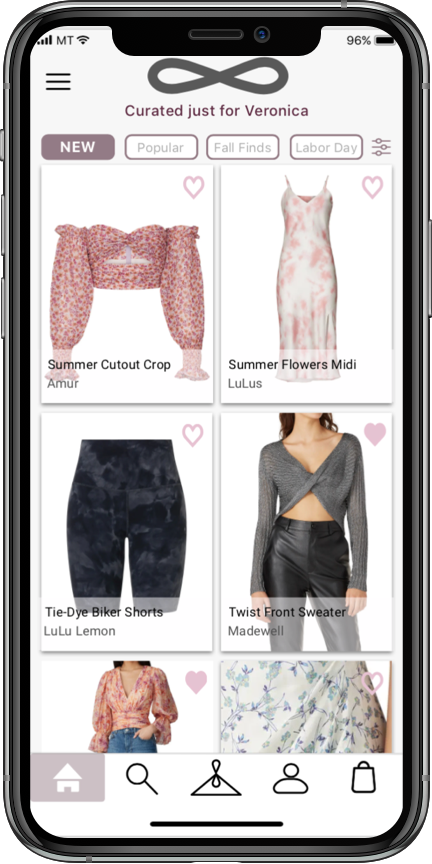 MT 96%
Curated just for Veronica
NEW Popular Fall Finds Labor Day
Summer Cutout Crop
Amur
Summer Flowers Midi
LuLus
Tie-Dye Biker Shorts
LuLu Lemon
Twist Front Sweater
Madewell